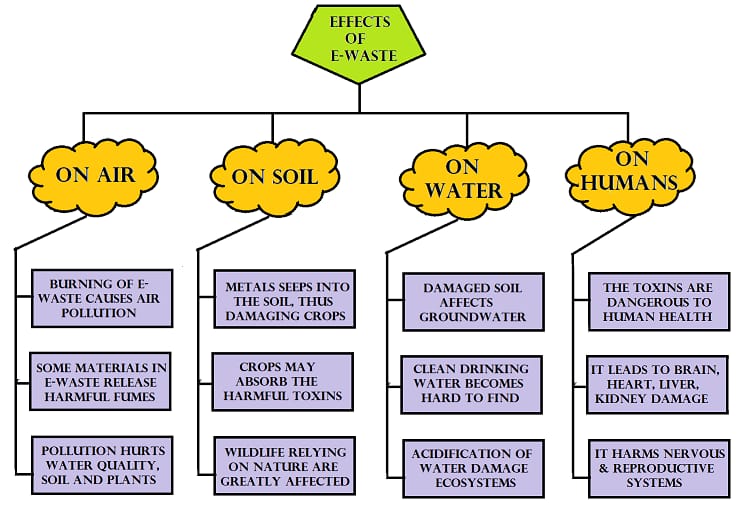 EFFECTS
OF
E-WASTE
ON AIR
ON SOIL
ON
WATER
ON
HUMANS
BURNING OF E-
WASTE CAUSES AIR
POLLUTION
SOME MATERIALS IN
E-WASTE RELEASE
HARMFUL FUMES
POLLUTION HURTS
WATER QUALITY,
SOIL AND PLANTS
METALS SEEPS INTO
THE SOIL, THUS
DAMAGING CROPS
CROPS MAY
ABSORB THE
HARMFUL TOXINS
WILDLIFE RELYING
ON NATURE ARE
GREATLY AFFECTED
DAMAGED SOIL
AFFECTS
GROUNDWATER
CLEAN DRINKING
WATER BECOMES
HARD TO FIND
ACIDIFICATION OF
WATER DAMAGE
ECOSYSTEMS
THE TOXINS ARE
DANGEROUS TO
HUMAN HEALTH
IT LEADS TO BRAIN,
HEART, LIVER,
KIDNEY DAMAGE
IT HARMS NERVOUS
& REPRODUCTIVE
SYSTEMS